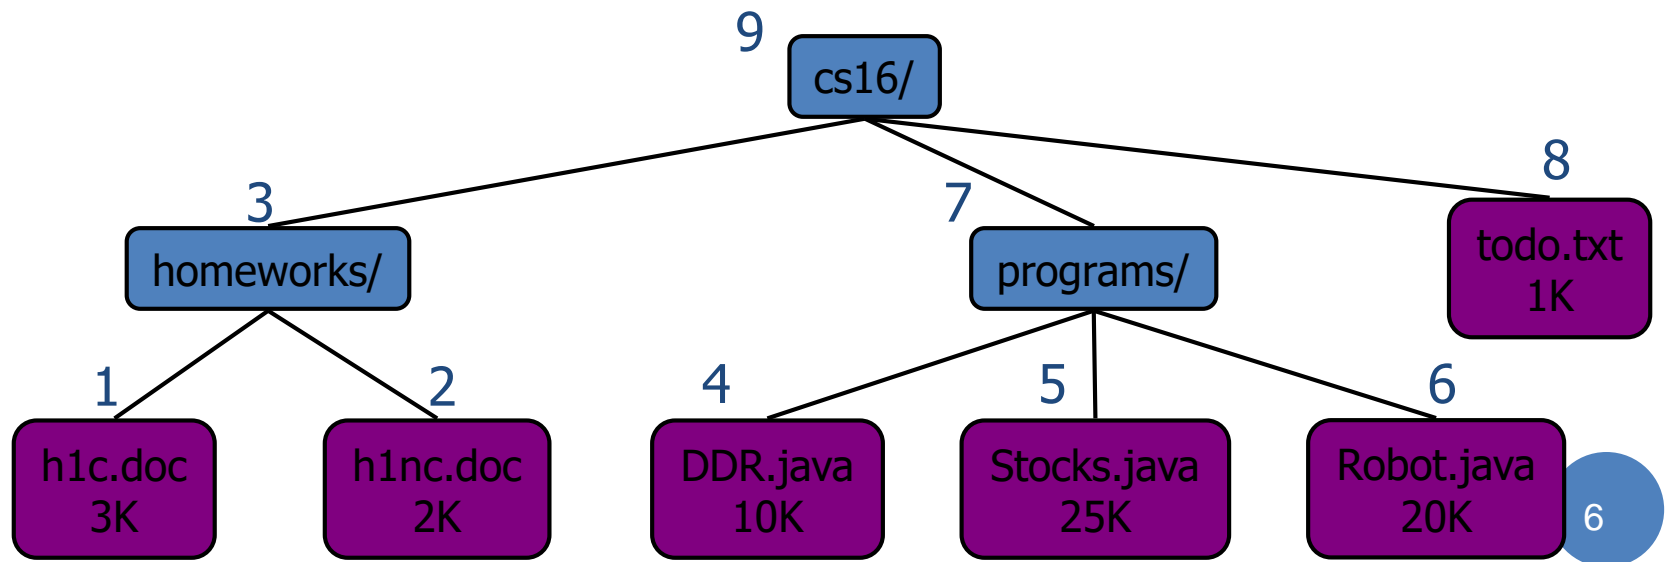 9
cs16/
8
3
7
todo.txt
1K
homeworks/
programs/
1
2
4
5
6
h1c.doc
3K
h1nc.doc
2K
DDR.java
10K
Stocks.java
25K
Robot.java
20K
6